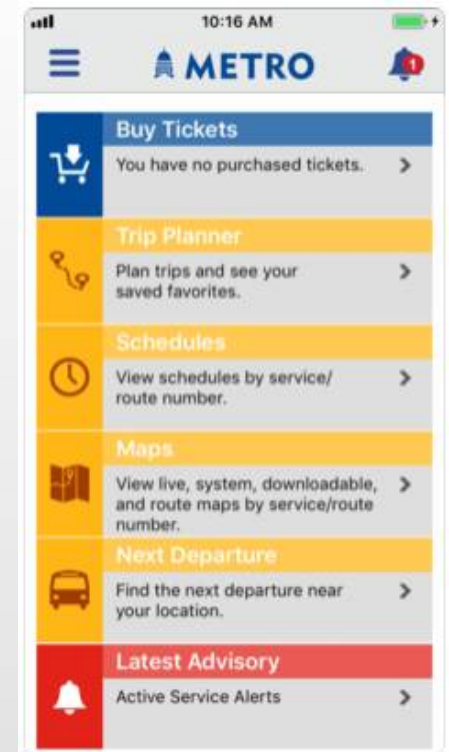 10:16 AM
METRO
1
Buy Tickets
You have no purchased tickets.
Trip Planner
Plan trips and see your
saved favorites.
Schedules
View schedules by service/
route number.
Maps
View live, system, downloadable,
and route maps by service/route
number.
Next Departure
Find the next departure near
your location.
Latest Advisory
Active Service Alerts